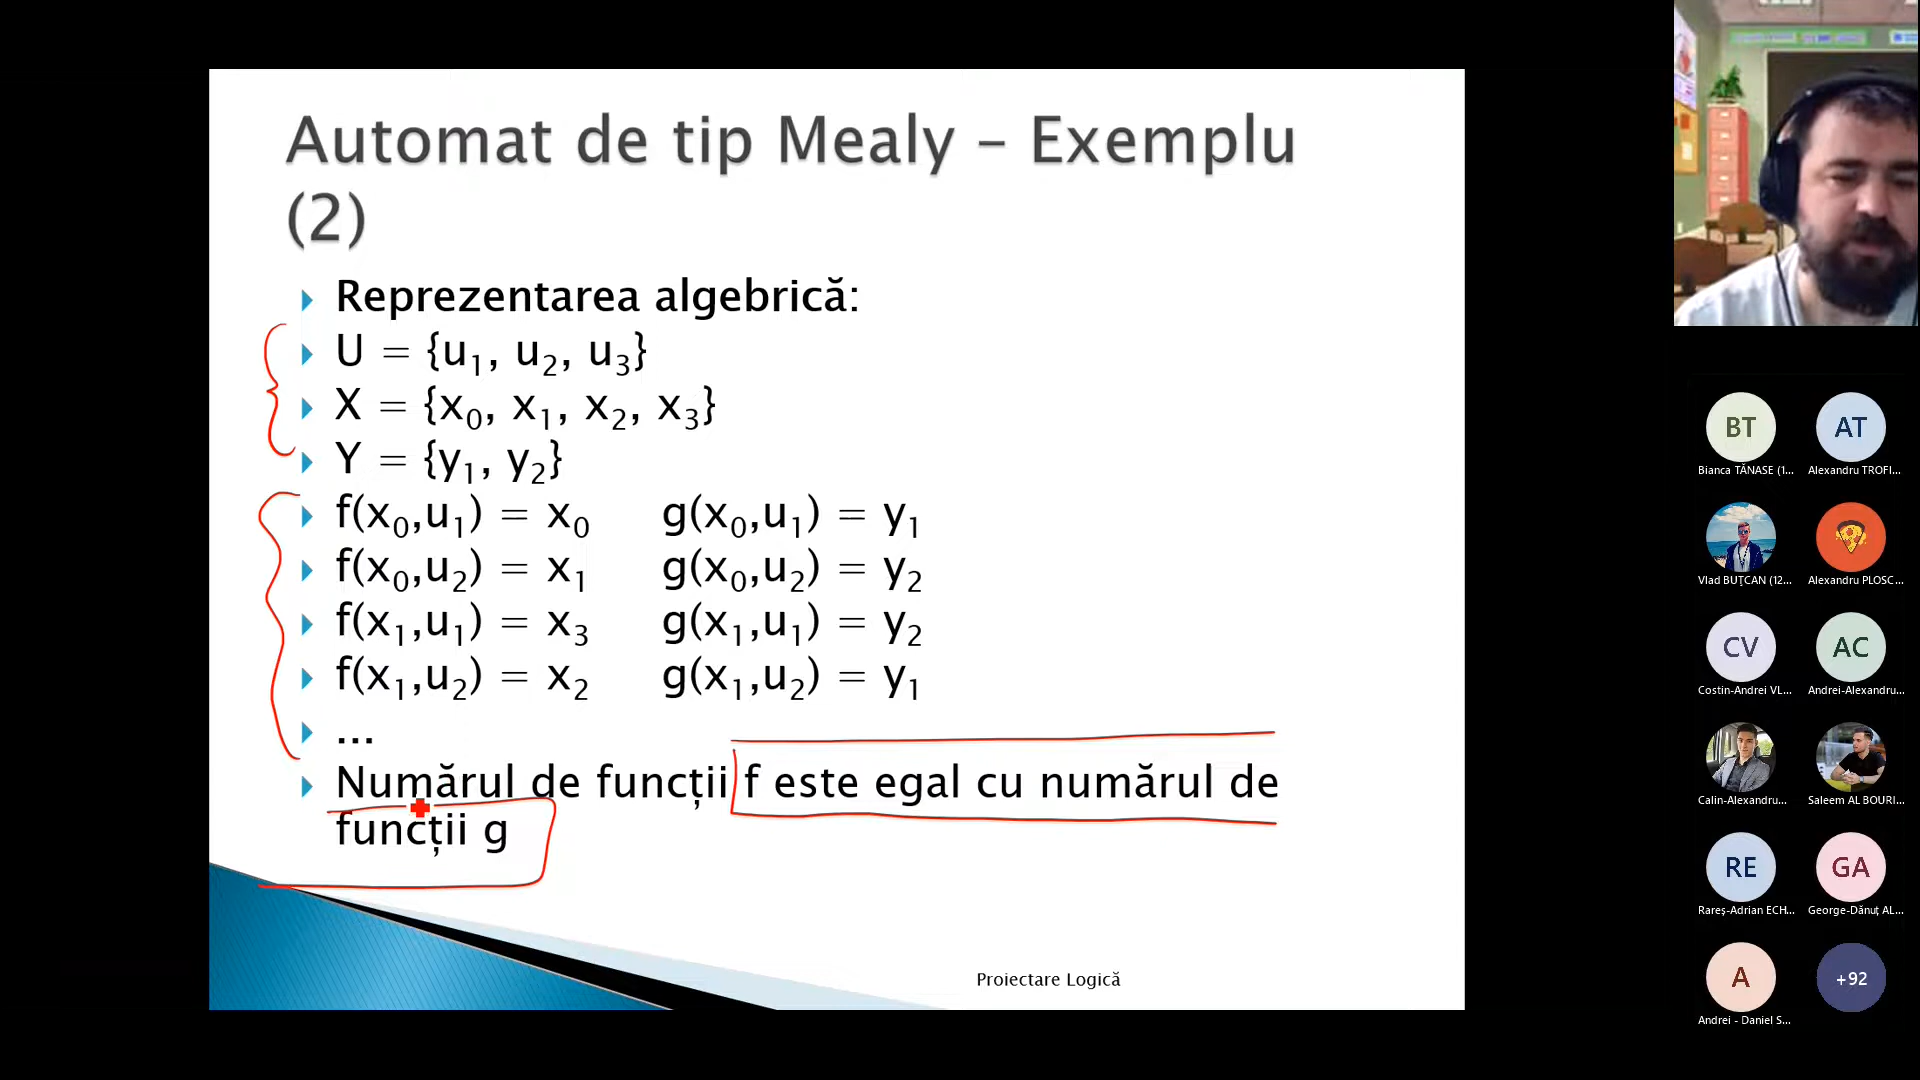 Automat de tip Mealy – Exemplu
(2)
Reprezentarea algebrică:
U = {u₁, u₂, u₃}
X = {x₀, x₁, x₂, x₃}
Y = {y₁, y₂}
f(x₀,u₁) = x₀ g(x₀,u₁) = y₁
f(x₀,u₂) = x₁ g(x₀,u₂) = y₂
f(x₁,u₁) = x₃ g(x₁,u₁) = y₂
f(x₁,u₂) = x₂ g(x₁,u₂) = y₁
...
Numărul de funcții f este egal cu numărul de
funcții g
Proiectare Logică
BT AT
Bianca TĂNASE (1... Alexandru TROFI...
Vlad BUȚCAN (12... Alexandru PLOSC...
CV AC
Costin-Andrei VL... Andrei-Alexandru...
Calin-Alexandru... Saleem AL BOURI...
RE GA
Rareș-Adrian ECH... George-Dănuț AL...
A +92
Andrei - Daniel S...